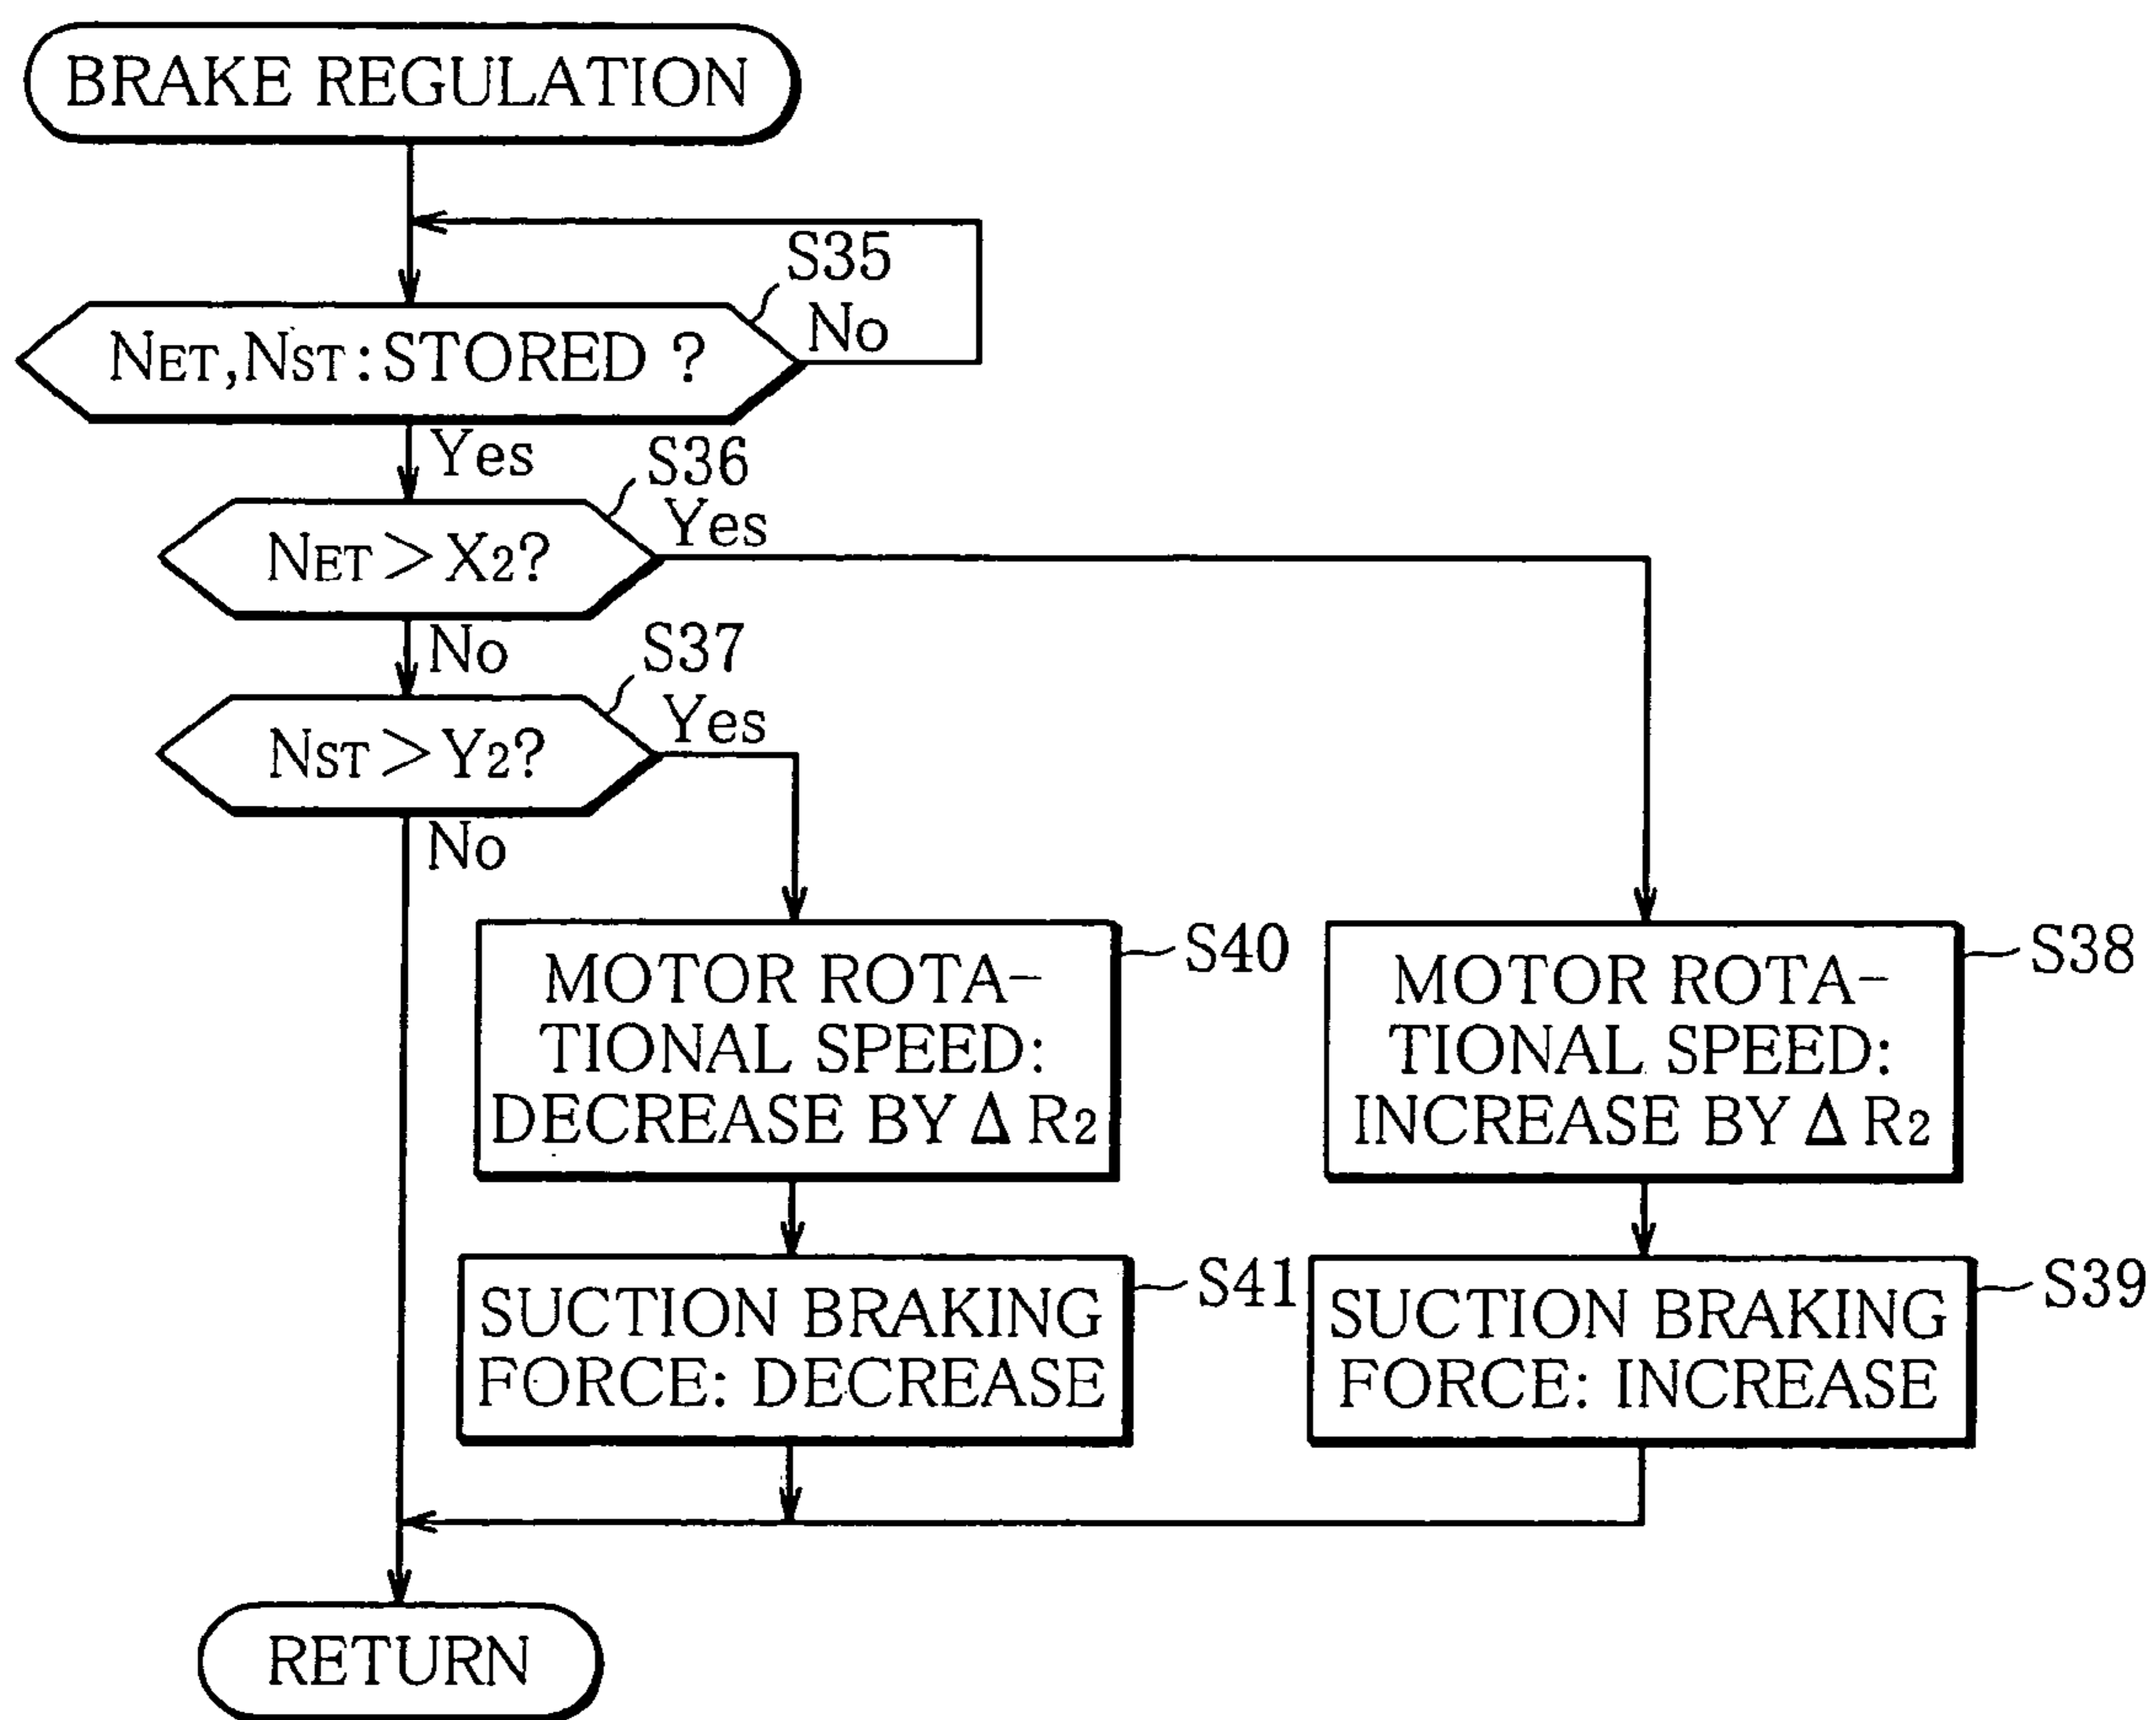 BRAKE REGULATION
S35
No
NET,NST:STORED ?
Yes
S36
Yes
NET>X2?
No
S37
Yes
NST>Y2?
No
S40
MOTOR ROTA-
TIONAL SPEED:
DECREASE BY Δ R2
S38
MOTOR ROTA-
TIONAL SPEED:
INCREASE BY Δ R2
S41
SUCTION BRAKING
FORCE: DECREASE
S39
SUCTION BRAKING
FORCE: INCREASE
RETURN